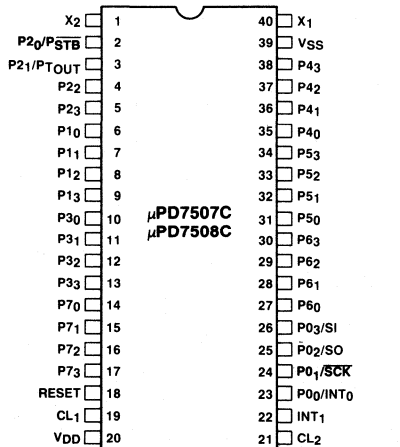 X2 1 40 X1
P20/PSTB 2 39 VSS
P21/PTOUT 3 38 P43
P22 4 37 P42
P23 5 36 P41
P10 6 35 P40
P11 7 34 P53
P12 8 33 P52
P13 9 32 P51
P30 10 μPD7507C 31 P50
P31 11 μPD7508C 30 P63
P32 12 29 P62
P33 13 28 P61
P70 14 27 P60
P71 15 26 P03/SI
P72 16 25 P02/SO
P73 17 24 P01/SCK
RESET 18 23 P00/INT0
CL1 19 22 INT1
VDD 20 21 CL2